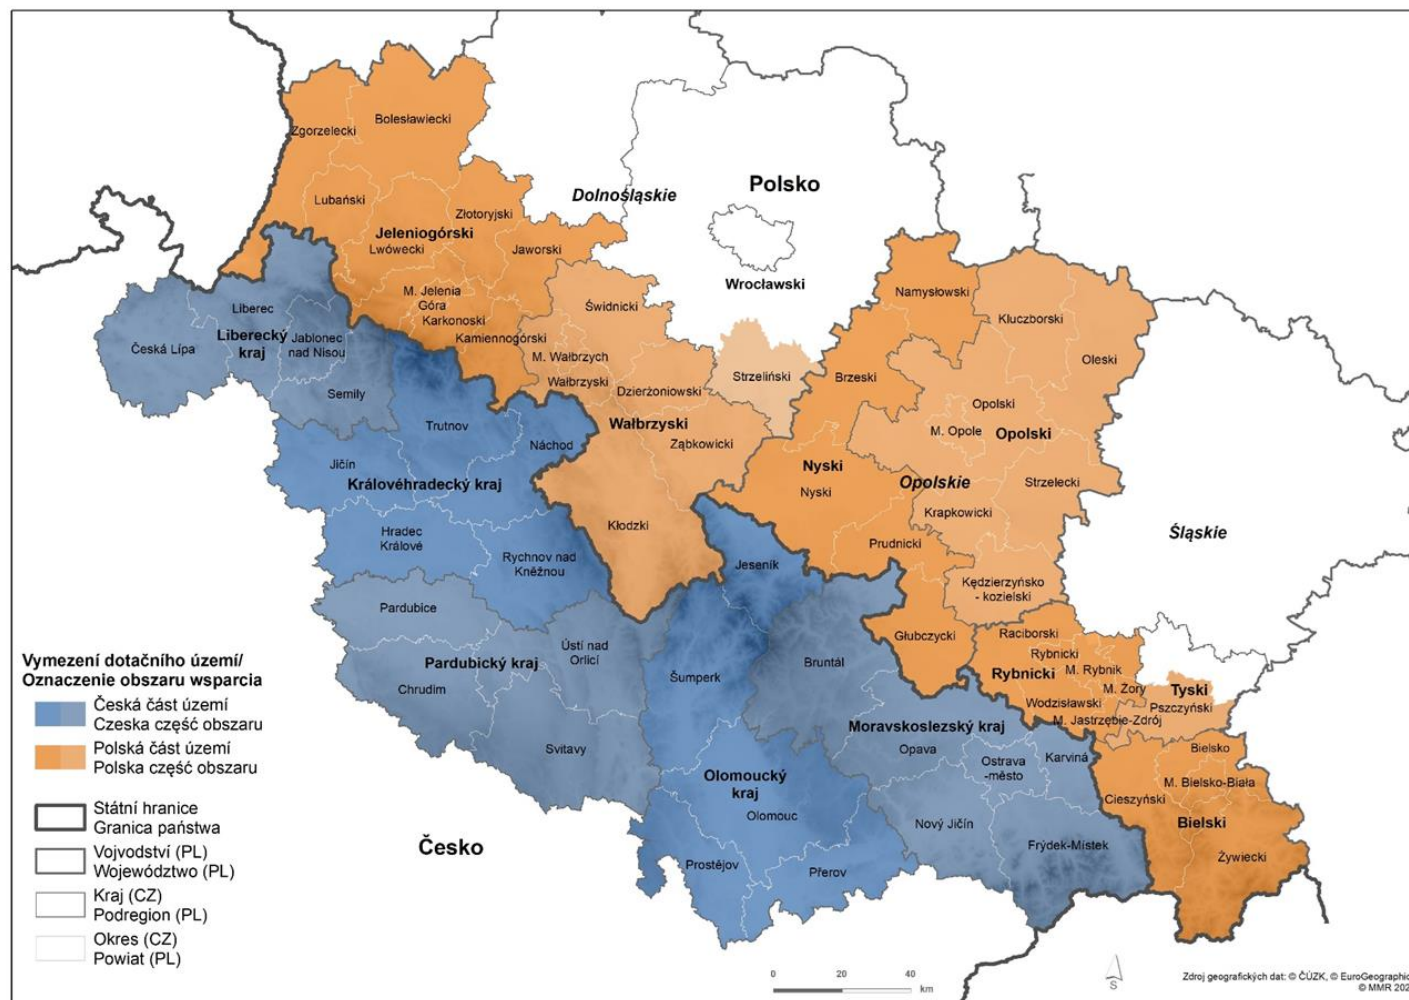 Zgorzelecki
Bolesławiecki
Lubański
Złotoryjski
Jeleniogórski
Lwówecki
Jaworski
M. Jelenia
Góra
Karkonoski
Kamiennogórski
Dolnośląskie
Polsko
Wrocławski
Świdnicki
M. Wałbrzych
Wałbrzyski
Dzierżoniowski
Strzeliński
Wałbrzyski
Ząbkowicki
Kłodzki
Namysłowski
Kluczborski
Oleski
Brzeski
Opolski
M. Opole
Opolski
Nyski
Nyski
Opolskie
Strzelecki
Krapkowicki
Prudnicki
Kędzierzyńsko
- kozielski
Głubczycki
Śląskie
Raciborski
Rybnicki
M. Rybnik
Rybnicki
M. Żory
Tyski
Wodzisławski
Pszczyński
M. Jastrzębie-Zdrój
Bielsko
M. Bielsko-Biała
Cieszyński
Bielski
Żywiecki
Česká Lípa
Liberec
Liberecký
kraj
Jablonec
nad Nisou
Semily
Trutnov
Náchod
Jičín
Královéhradecký kraj
Hradec
Králové
Rychnov nad
Kněžnou
Pardubice
Ústí nad
Orlicí
Pardubický kraj
Chrudim
Svitavy
Jeseník
Šumperk
Bruntál
Moravskoslezský kraj
Opava
Ostrava
-město
Karviná
Olomoucký
kraj
Olomouc
Nový Jičín
Frýdek-Místek
Prostějov
Přerov
Česko
Vymezení dotačního území/
Oznaczenie obszaru wsparcia
Česká část území
Czeska część obszaru
Polská část území
Polska część obszaru
Státní hranice
Granica państwa
Vojvodství (PL)
Województwo (PL)
Kraj (CZ)
Podregion (PL)
Okres (CZ)
Powiat (PL)
0 20 40
km
S
Zdroj geografických dat: © ČÚZK, © EuroGeographic
© MMR 202